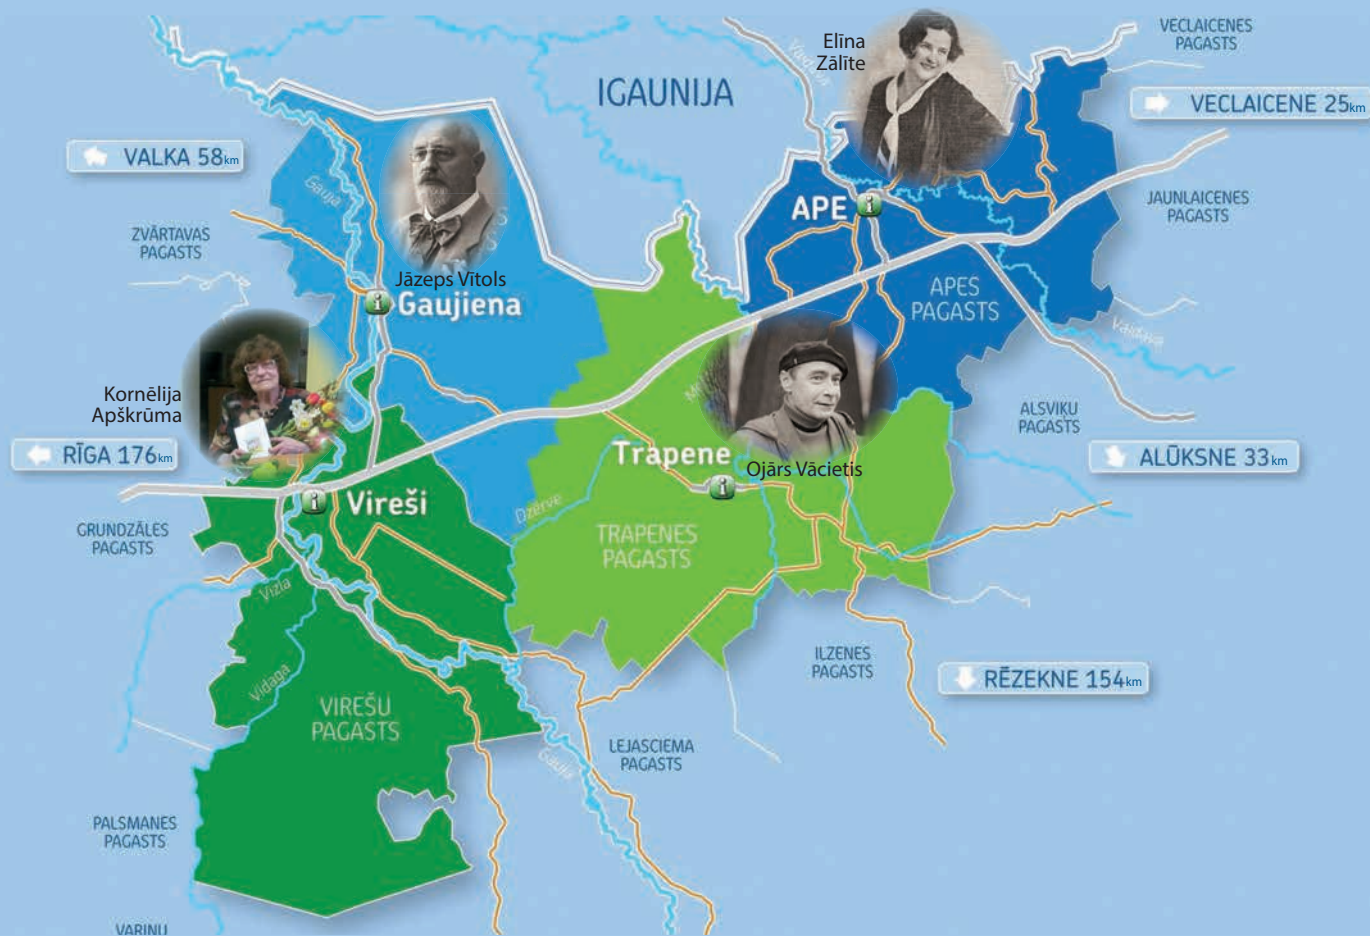 VECLAICENES
PAGASTS
Elīna
Zālīte
Vaidava
IGAUNIJA
VECLAICENE 25km
VALKA 58km
Gauja
APE
JAUNLAICENES
PAGASTS
ZVĀRTAVAS
PAGASTS
Jāzeps Vītols
Gaujiena
APES
PAGASTS
Vaidava
Kornēlija
Apškrūma
ALSVIĶU
PAGASTS
RĪGA 176km
Trapene
Ojārs Vācietis
ALŪKSNE 33km
Vireši
Dzērve
GRUNDZĀLES
PAGASTS
TRAPENES
PAGASTS
Vizla
Vidaga
ILZENES
PAGASTS
RĒZEKNE 154km
VIREŠU
PAGASTS
LEJASCIEMA
PAGASTS
Gauja
PALSMANES
PAGASTS
VARIŅU